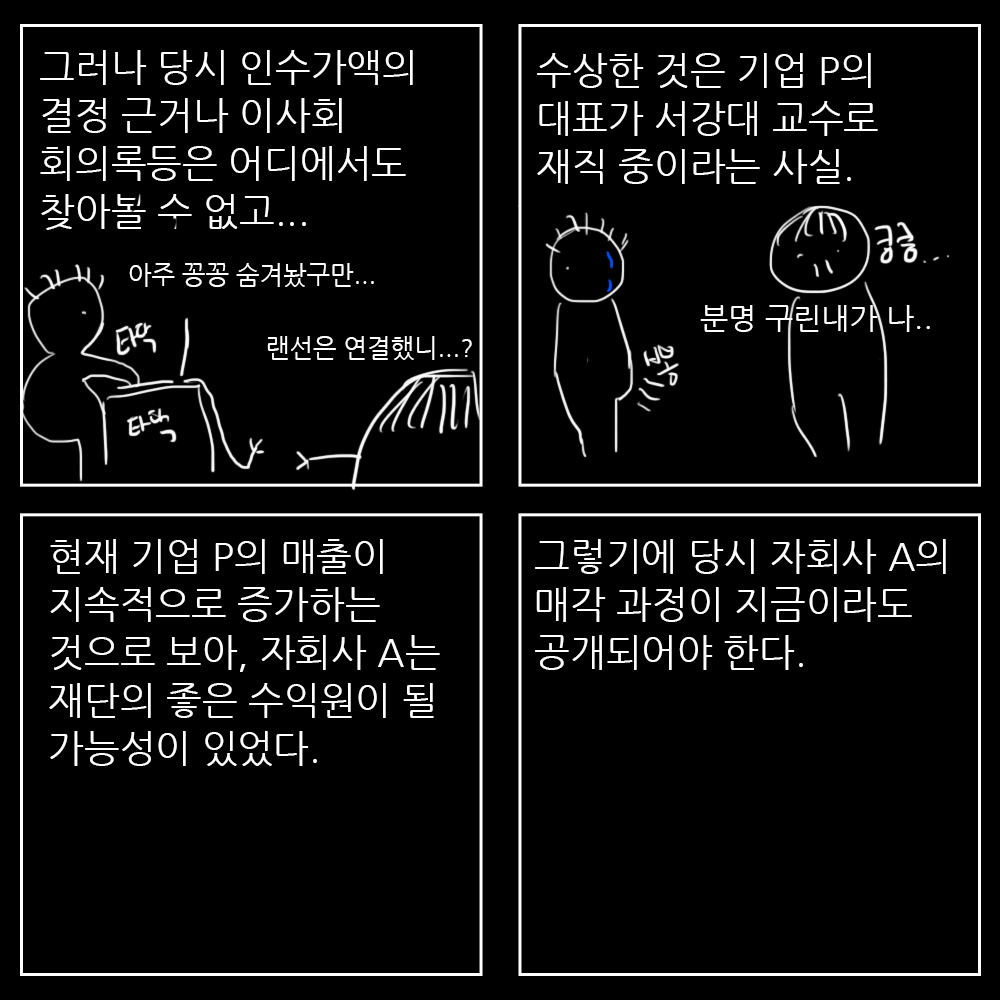 그러나 당시 인수가액의
결정 근거나 이사회
회의록등은 어디에서도
찾아볼 수 없고...
아주 꽁꽁 숨겨놨구만...
타닥
랜선은 연결했니...?
타닥
수상한 것은 기업 P의
대표가 서강대 교수로
재직 중이라는 사실.
킁킁...
분명 구린내가 나..
뽕
현재 기업 P의 매출이
지속적으로 증가하는
것으로 보아, 자회사 A는
재단의 좋은 수익원이 될
가능성이 있었다.
그렇기에 당시 자회사 A의
매각 과정이 지금이라도
공개되어야 한다.